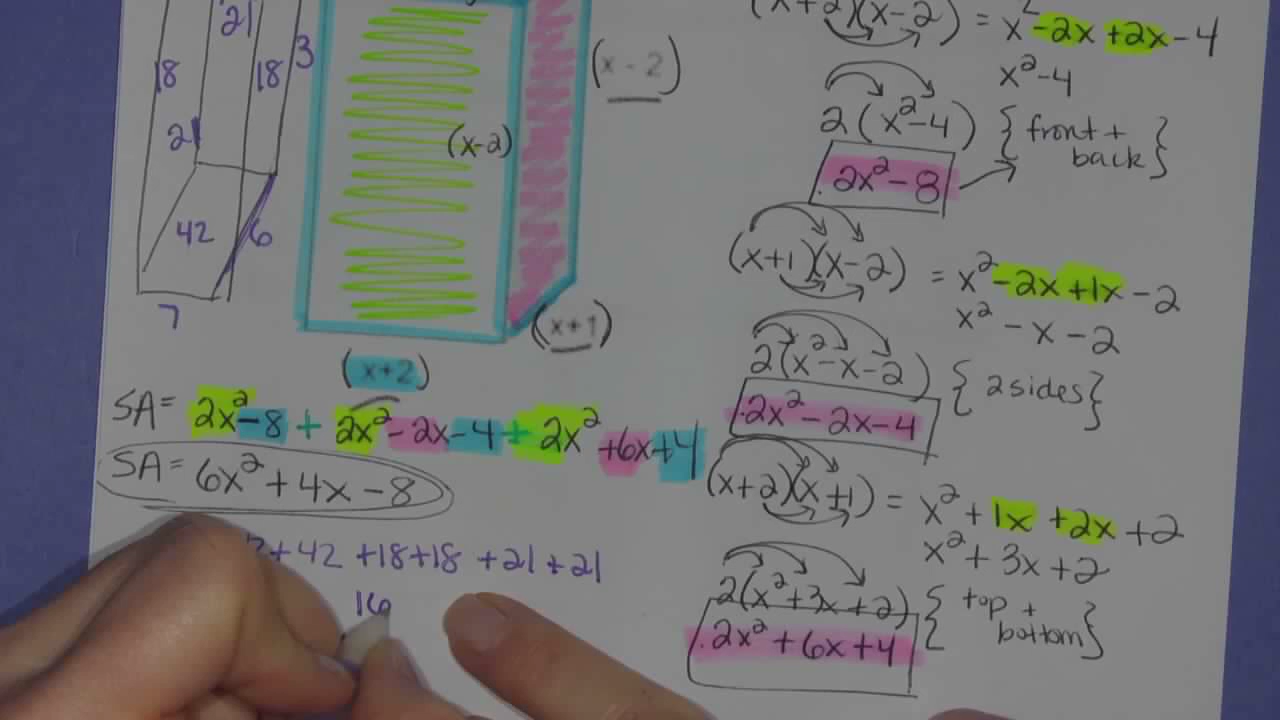 21
18
18
3
21
42
6
7
(x-2)
(x - 2)
(x+1)
(x+2)
SA= 2x²-8 + 2x²-2x-4 + 2x²+6x+4
SA= 6x²+4x-8
+ 42 +18+18 +21+21
16
(x+2)(x-2) = x²-2x+2x-4
x²-4
2(x²-4) {front + back}
2x²-8
(x+1)(x-2) = x²-2x+1x-2
x²-x-2
2(x²-x-2) {2sides}
2x²-2x-4
(x+2)(x+1) = x²+1x+2x+2
x²+3x+2
2(x²+3x+2) {top + bottom}
2x²+6x+4